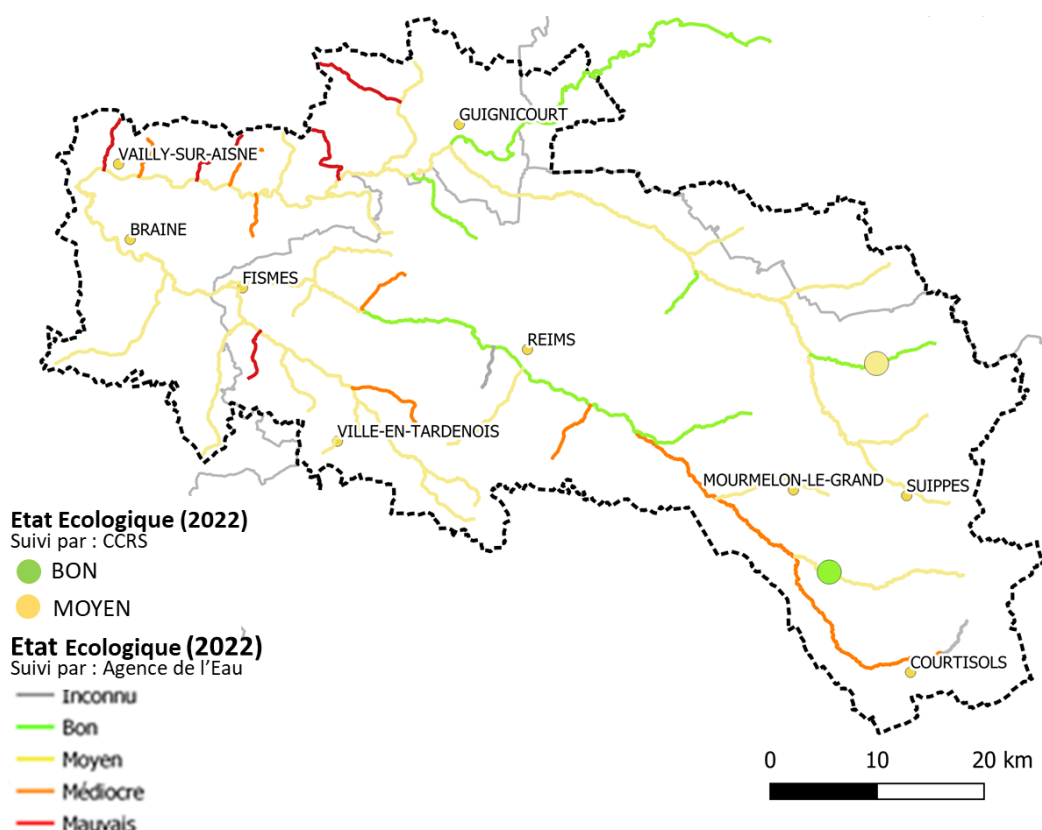 GUIGNICOURT
VAILLY-SUR-AISNE
BRAINE
FISMES
REIMS
VILLE-EN-TARDENOIS
MOURMELON-LE-GRAND
SUIPPES
COURTISOLS
Etat Ecologique (2022)
Suivi par : CCRS
BON
MOYEN
Etat Ecologique (2022)
Suivi par : Agence de l'Eau
Inconnu
Bon
Moyen
Médiocre
Mauvais
0 10 20 km